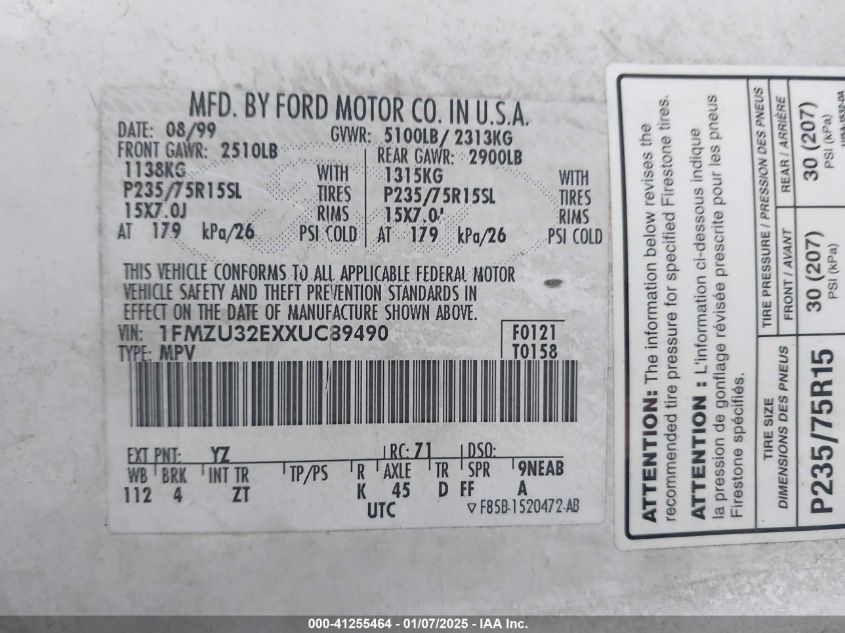 MFD. BY FORD MOTOR CO. IN U.S.A.
DATE: 08/99 GVWR: 5100LB/ 2313KG
FRONT GAWR: 2510LB REAR GAWR: 2900LB
1138KG WITH 1315KG WITH
P235/75R15SL TIRES P235/75R15SL TIRES
15X7.0J RIMS 15X7.0J RIMS
AT 179 kPa/26 PSI COLD AT 179 kPa/26 PSI COLD
THIS VEHICLE CONFORMS TO ALL APPLICABLE FEDERAL MOTOR
VEHICLE SAFETY AND THEFT PREVENTION STANDARDS IN
EFFECT ON THE DATE OF MANUFACTURE SHOWN ABOVE.
VIN: 1FMZU32EXXUC89490 F0121
TYPE: MPV T0158
EXT PNT: YZ RC: 71 DSO:
WB BRK INT TR TP/PS R AXLE TR SPR 9NEAB
112 4 ZT K 45 D FF A
UTC ▽ F85B-1520472-AB
ATTENTION: The information below revises the
recommended tire pressure for specified Firestone tires.
ATTENTION : L'information ci-dessous indique
la pression de gonflage révisée prescrite pour les pneus
Firestone spécifiés.
TIRE SIZE TIRE PRESSURE / PRESSION DES PNEUS
DIMENSIONS DES PNEUS FRONT / AVANT REAR / ARRIÈRE
P235/75R15 30 (207) 30 (207)
PSI (kPa) PSI (kPa)
000-41255464 - 01/07/2025 - IAA Inc.